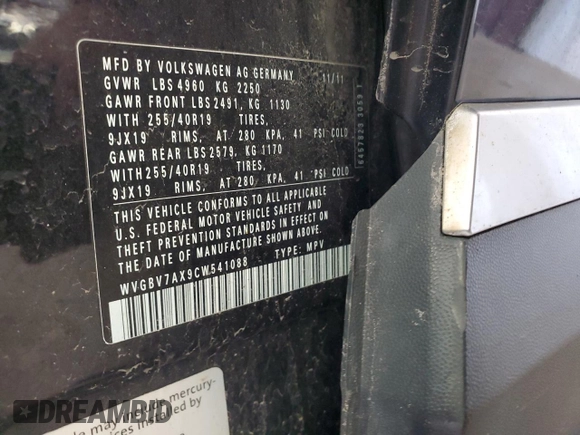 MFD BY VOLKSWAGEN AG GERMANY 11/11
GVWR LBS 4960 KG 2250
GAWR FRONT LBS 2491, KG 1130
WITH 255/40R19 TIRES,
9JX19 RIMS, AT 280 KPA, 41 PSI COLD
GAWR REAR LBS 2579, KG 1170
WITH 255/40R19 TIRES,
9JX19 RIMS, AT 280 KPA, 41 PSI COLD
THIS VEHICLE CONFORMS TO ALL APPLICABLE
U.S. FEDERAL MOTOR VEHICLE SAFETY AND
THEFT PREVENTION STANDARDS IN EFFECT ON
THE DATE OF MANUFACTURE SHOWN ABOVE.
WVGBV7AX9CW541088 TYPE: MPV
may include mercury-
installed by
DREAMBID